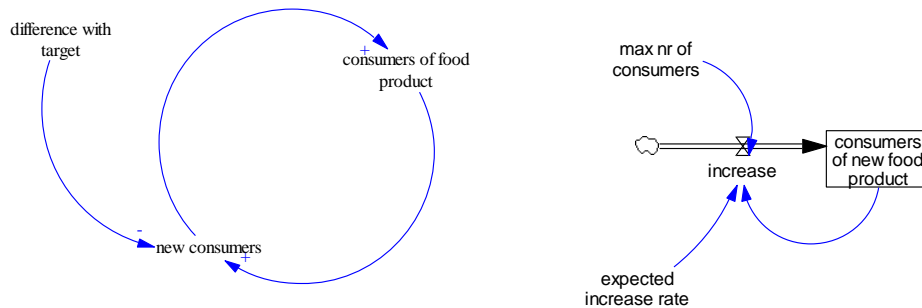 difference with
target
+
consumers of food
product
-
new consumers
+
max nr of
consumers
consumers
of new food
product
increase
expected
increase rate